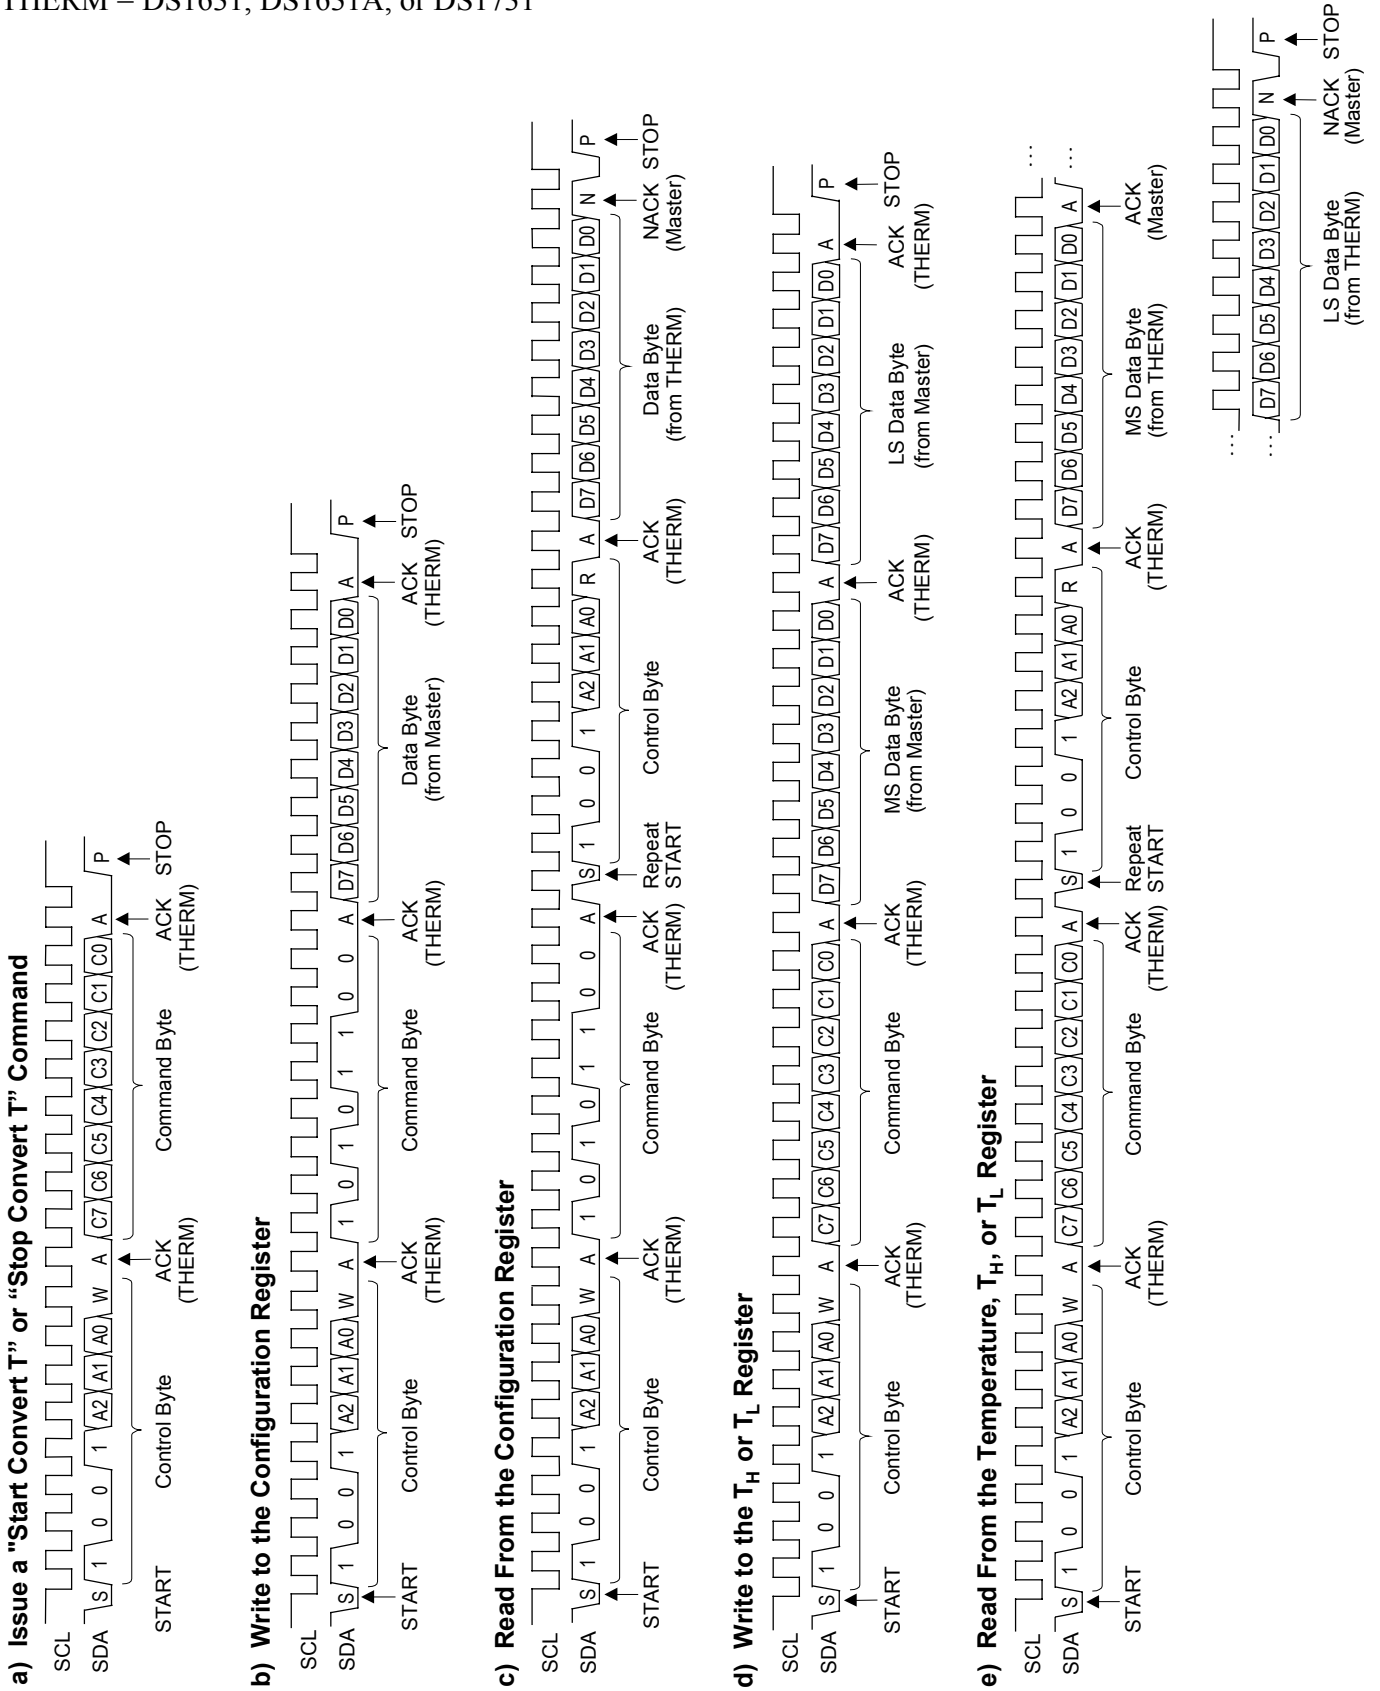 THERM = DS1631, DS1631A, or DS1731
a) Issue a "Start Convert T” or “Stop Convert T” Command
SCL
SDA S 1 0 0 1 A2 A1 A0 W A C7 C6 C5 C4 C3 C2 C1 C0 A P
START Control Byte ACK (THERM) Command Byte ACK (THERM) STOP
b) Write to the Configuration Register
SCL
SDA S 1 0 0 1 A2 A1 A0 W A 1 0 1 0 1 1 0 0 A D7 D6 D5 D4 D3 D2 D1 D0 A P
START Control Byte ACK (THERM) Command Byte ACK (THERM) Data Byte (from Master) ACK (THERM) STOP
c) Read From the Configuration Register
SCL
SDA S 1 0 0 1 A2 A1 A0 W A 1 0 1 0 1 1 0 0 A S 1 0 0 1 A2 A1 A0 R A D7 D6 D5 D4 D3 D2 D1 D0 N P
START Control Byte ACK (THERM) Command Byte ACK (THERM) Repeat START Control Byte ACK (THERM) Data Byte (from THERM) NACK (Master) STOP
d) Write to the TH or TL Register
SCL
SDA S 1 0 0 1 A2 A1 A0 W A C7 C6 C5 C4 C3 C2 C1 C0 A D7 D6 D5 D4 D3 D2 D1 D0 A D7 D6 D5 D4 D3 D2 D1 D0 A P
START Control Byte ACK (THERM) Command Byte ACK (THERM) MS Data Byte (from Master) ACK (THERM) LS Data Byte (from Master) ACK (THERM) STOP
e) Read From the Temperature, TH, or TL Register
SCL ...
SDA S 1 0 0 1 A2 A1 A0 W A C7 C6 C5 C4 C3 C2 C1 C0 A S 1 0 0 1 A2 A1 A0 R A D7 D6 D5 D4 D3 D2 D1 D0 A ...
START Control Byte ACK (THERM) Command Byte ACK (THERM) Repeat START Control Byte ACK (THERM) MS Data Byte (from THERM) ACK (Master)
...
... D7 D6 D5 D4 D3 D2 D1 D0 N P
LS Data Byte (from THERM) NACK (Master) STOP